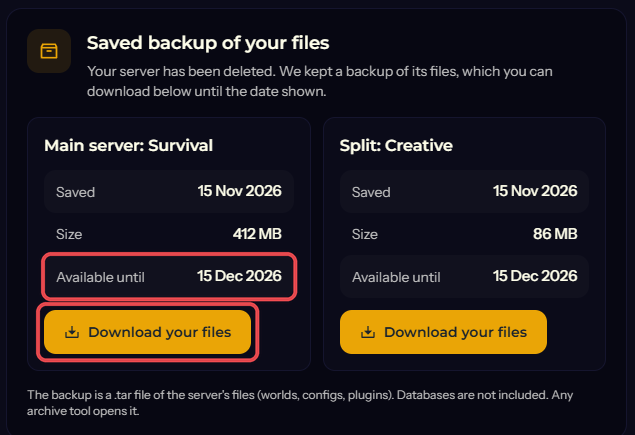 Saved backup of your files
Your server has been deleted. We kept a backup of its files, which you can
download below until the date shown.
Main server: Survival
Saved 15 Nov 2026
Size 412 MB
Available until 15 Dec 2026
Download your files
Split: Creative
Saved 15 Nov 2026
Size 86 MB
Available until 15 Dec 2026
Download your files
The backup is a .tar file of the server's files (worlds, configs, plugins). Databases are not included. Any
archive tool opens it.